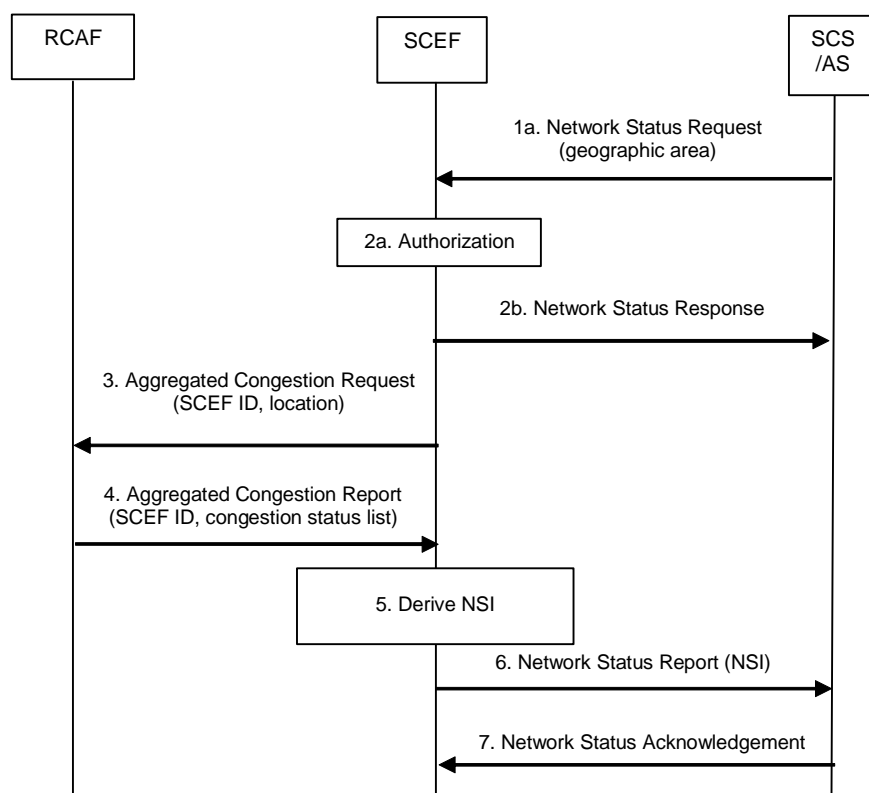 RCAF
SCEF
SCS
/AS
1a. Network Status Request
(geographic area)
2a. Authorization
2b. Network Status Response
3. Aggregated Congestion Request
(SCEF ID, location)
4. Aggregated Congestion Report
(SCEF ID, congestion status list)
5. Derive NSI
6. Network Status Report (NSI)
7. Network Status Acknowledgement